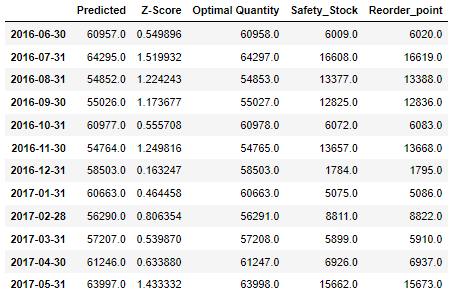 Predicted Z-Score Optimal Quantity Safety_Stock Reorder_point
2016-06-30 60957.0 0.549896 60958.0 6009.0 6020.0
2016-07-31 64295.0 1.519932 64297.0 16608.0 16619.0
2016-08-31 54852.0 1.224243 54853.0 13377.0 13388.0
2016-09-30 55026.0 1.173677 55027.0 12825.0 12836.0
2016-10-31 60977.0 0.555708 60978.0 6072.0 6083.0
2016-11-30 54764.0 1.249816 54765.0 13657.0 13668.0
2016-12-31 58503.0 0.163247 58503.0 1784.0 1795.0
2017-01-31 60663.0 0.464458 60663.0 5075.0 5086.0
2017-02-28 56290.0 0.806354 56291.0 8811.0 8822.0
2017-03-31 57207.0 0.539870 57208.0 5899.0 5910.0
2017-04-30 61246.0 0.633880 61247.0 6926.0 6937.0
2017-05-31 63997.0 1.433332 63998.0 15662.0 15673.0